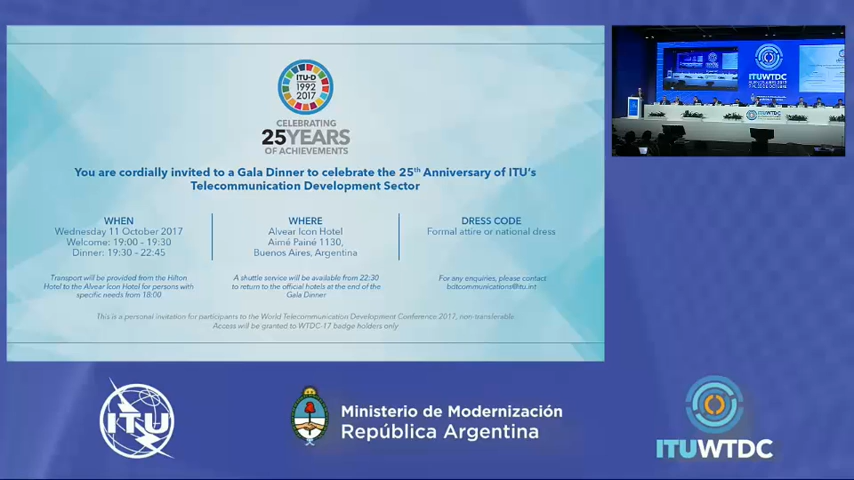 ITU-D
1992
2017
CELEBRATING
25YEARS
OF ACHIEVEMENTS
You are cordially invited to a Gala Dinner to celebrate the 25th Anniversary of ITU's
Telecommunication Development Sector
WHEN
Wednesday 11 October 2017
Welcome: 19:00 - 19:30
Dinner: 19:30 - 22:45
Transport will be provided from the Hilton
Hotel to the Alvear Icon Hotel for persons with
specific needs from 18:00
WHERE
Alvear Icon Hotel
Aimé Painé 1130,
Buenos Aires, Argentina
A shuttle service will be available from 22:30
to return to the official hotels at the end of the
Gala Dinner
DRESS CODE
Formal attire or national dress
For any enquiries, please contact
bdtcommunications@itu.int
This is a personal invitation for participants to the World Telecommunication Development Conference 2017, non-transferable
Access will be granted to WTDC-17 badge holders only
ITUWTDC
ITU
Ministerio de Modernización
República Argentina
ITUWTDC